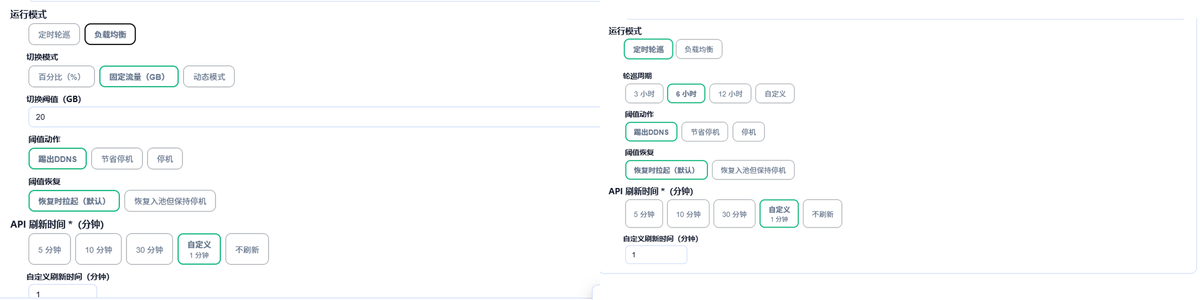 运行模式
定时轮巡 负载均衡
切换模式
百分比（%） 固定流量（GB） 动态模式
切换阀值（GB）
20
阈值动作
踢出DDNS 节省停机 停机
阈值恢复
恢复时拉起（默认） 恢复入池但保持停机
API 刷新时间 *（分钟）
5 分钟 10 分钟 30 分钟 自定义 不刷新
1 分钟
自定义刷新时间（分钟）
1
运行模式
定时轮巡 负载均衡
轮巡周期
3 小时 6 小时 12 小时 自定义
阈值动作
踢出DDNS 节省停机 停机
阈值恢复
恢复时拉起（默认） 恢复入池但保持停机
API 刷新时间 *（分钟）
5 分钟 10 分钟 30 分钟 自定义 不刷新
1 分钟
自定义刷新时间（分钟）
1